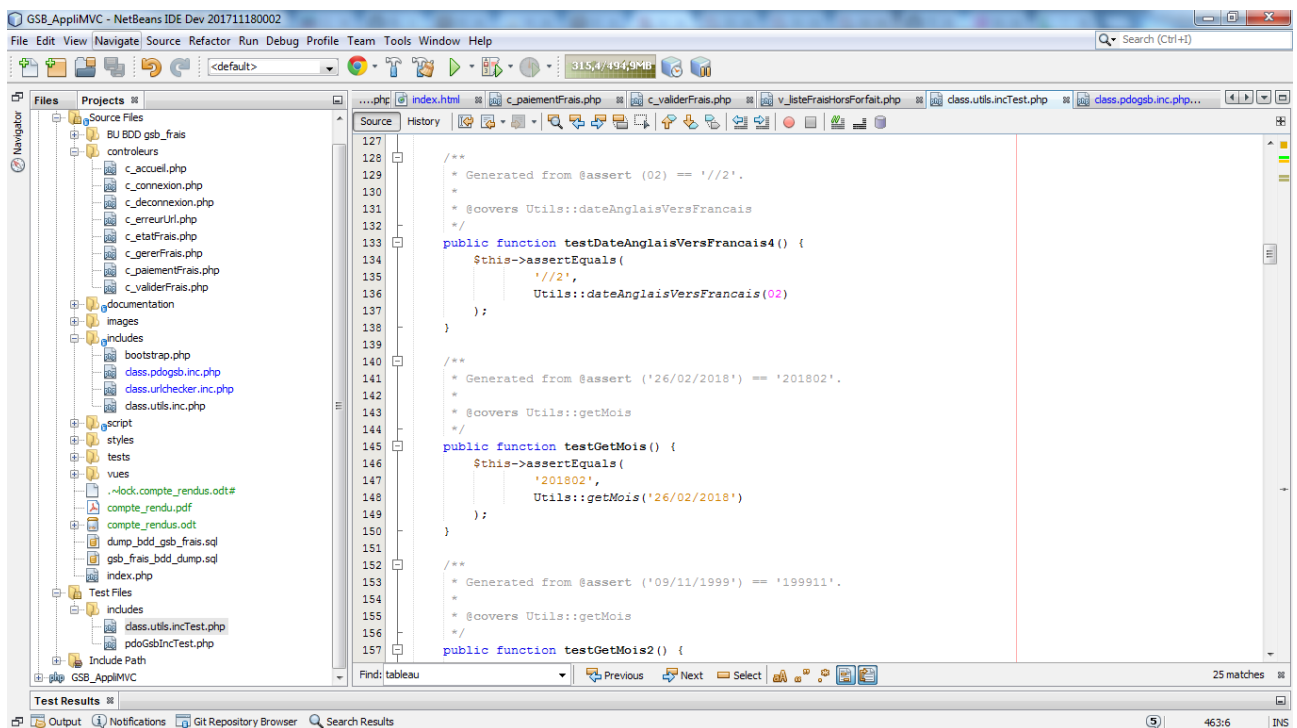 GSB_AppliMVC - NetBeans IDE Dev 201711180002
File Edit View Navigate Source Refactor Run Debug Profile Team Tools Window Help
Search (Ctrl+I)
<default>
315,4/494,9MB
Files Projects
....php index.html c_paiementFrais.php c_validerFrais.php v_listeFraisHorsForfait.php class.utils.incTest.php class.pdogsb.inc.php...
Navigator
Source History
Source Files
BU BDD gsb_frais
controleurs
c_accueil.php
c_connexion.php
c_deconnexion.php
c_erreurUrl.php
c_etatFrais.php
c_gererFrais.php
c_paiementFrais.php
c_validerFrais.php
documentation
images
includes
bootstrap.php
class.pdogsb.inc.php
class.urlchecker.inc.php
class.utils.inc.php
script
styles
tests
vues
.~lock.compte_rendus.odt#
compte_rendu.pdf
compte_rendus.odt
dump_bdd_gsb_frais.sql
gsb_frais_bdd_dump.sql
index.php
Test Files
includes
class.utils.incTest.php
pdoGsbIncTest.php
Include Path
GSB_AppliMVC
127
128 /**
129 * Generated from @assert (02) == '//2'.
130 *
131 * @covers Utils::dateAnglaisVersFrancais
132 */
133 public function testDateAnglaisVersFrancais4() {
134 $this->assertEquals(
135 '//2',
136 Utils::dateAnglaisVersFrancais(02)
137 );
138 }
139
140 /**
141 * Generated from @assert ('26/02/2018') == '201802'.
142 *
143 * @covers Utils::getMois
144 */
145 public function testGetMois() {
146 $this->assertEquals(
147 '201802',
148 Utils::getMois('26/02/2018')
149 );
150 }
151
152 /**
153 * Generated from @assert ('09/11/1999') == '199911'.
154 *
155 * @covers Utils::getMois
156 */
157 public function testGetMois2() {
Find: tableau Previous Next Select 25 matches
Test Results
Output Notifications Git Repository Browser Search Results 5 463:6 INS